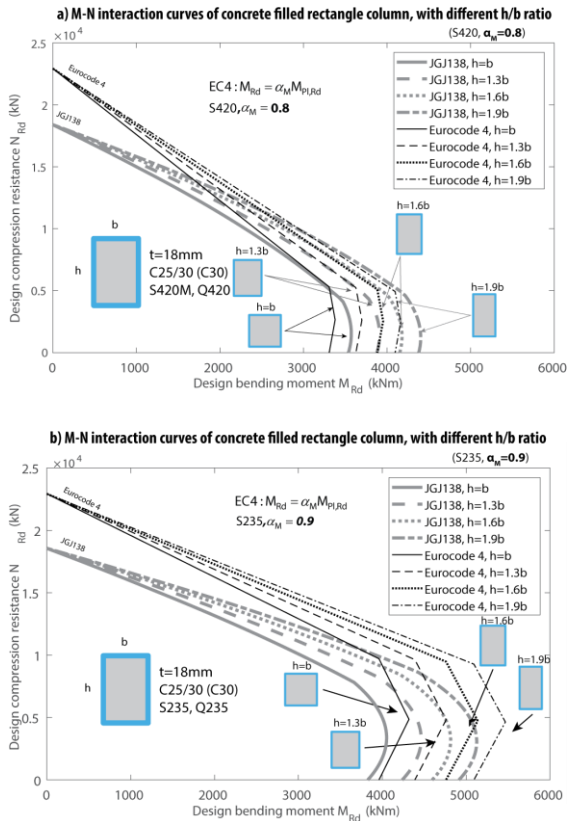 a) M-N interaction curves of concrete filled rectangle column, with different h/b ratio
(S420, αM=0.8)
× 10^4
2.5
2
1.5
1
0.5
0
Design compression resistance N Rd (kN)
Eurocode 4
JGJ138
EC4 : MRd = αM MPl,Rd
S420, αM = 0.8
JGJ138, h=b
JGJ138, h=1.3b
JGJ138, h=1.6b
JGJ138, h=1.9b
Eurocode 4, h=b
Eurocode 4, h=1.3b
Eurocode 4, h=1.6b
Eurocode 4, h=1.9b
b
h
t=18mm
C25/30 (C30)
S420M, Q420
h=1.3b
h=b
h=1.6b
h=1.9b
0 1000 2000 3000 4000 5000 6000
Design bending moment MRd (kNm)
b) M-N interaction curves of concrete filled rectangle column, with different h/b ratio
(S235, αM=0.9)
× 10^4
2.5
2
1.5
1
0.5
0
Design compression resistance N Rd (kN)
Eurocode 4
JGJ138
EC4 : MRd = αM MPl,Rd
S235, αM = 0.9
JGJ138, h=b
JGJ138, h=1.3b
JGJ138, h=1.6b
JGJ138, h=1.9b
Eurocode 4, h=b
Eurocode 4, h=1.3b
Eurocode 4, h=1.6b
Eurocode 4, h=1.9b
b
h
t=18mm
C25/30 (C30)
S235, Q235
h=b
h=1.3b
h=1.6b
h=1.9b
0 1000 2000 3000 4000 5000 6000
Design bending moment MRd (kNm)